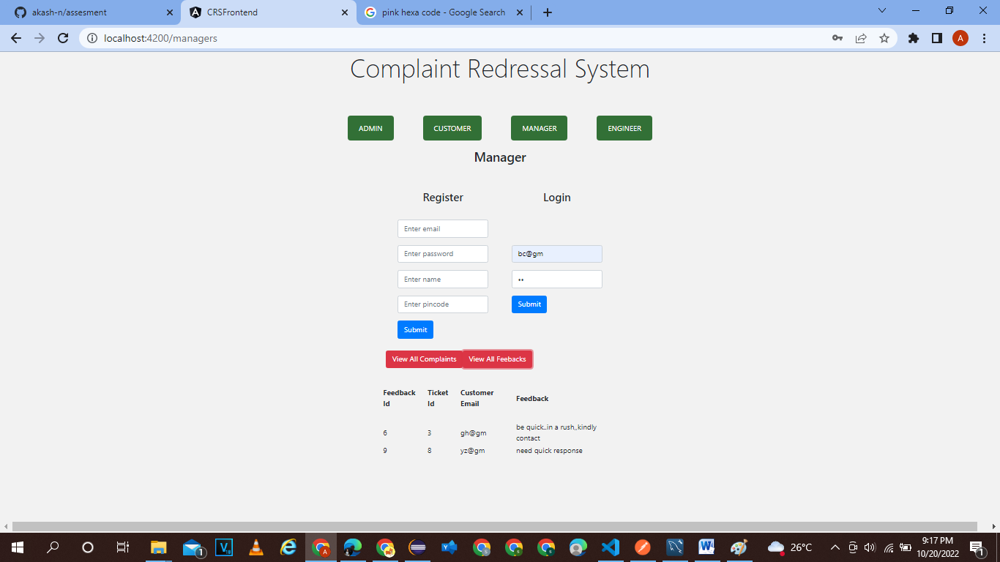 akash-n/assesment
CRSFrontend
pink hexa code - Google Search
localhost:4200/managers
A
Complaint Redressal System
ADMIN
CUSTOMER
MANAGER
ENGINEER
Manager
Register
Login
Enter email
Enter password
bc@gm
Enter name
••
Enter pincode
Submit
Submit
View All Complaints
View All Feebacks
Feedback Id
Ticket Id
Customer Email
Feedback
6
3
gh@gm
be quick..in a rush,,kindly
contact
9
8
yz@gm
need quick response
26°C
9:17 PM
10/20/2022
1
1